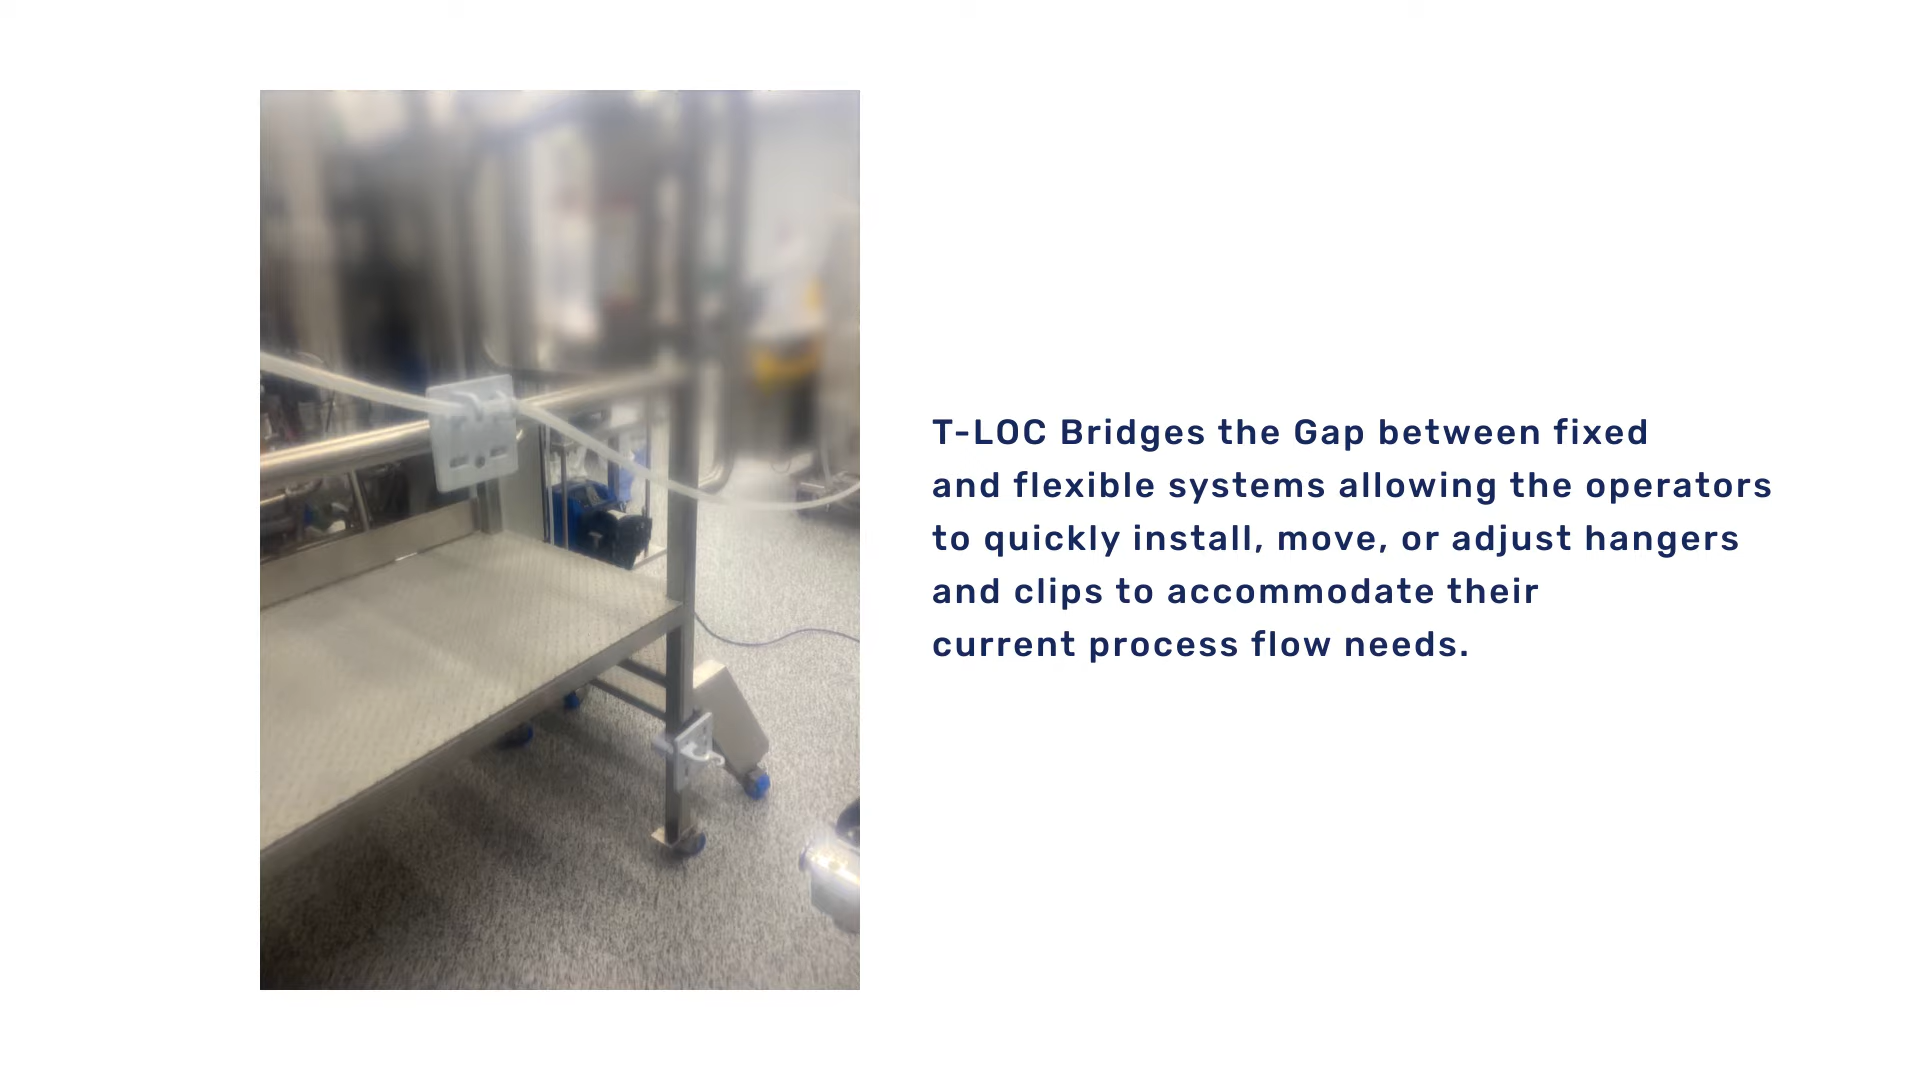 T-LOC Bridges the Gap between fixed
and flexible systems allowing the operators
to quickly install, move, or adjust hangers
and clips to accommodate their
current process flow needs.